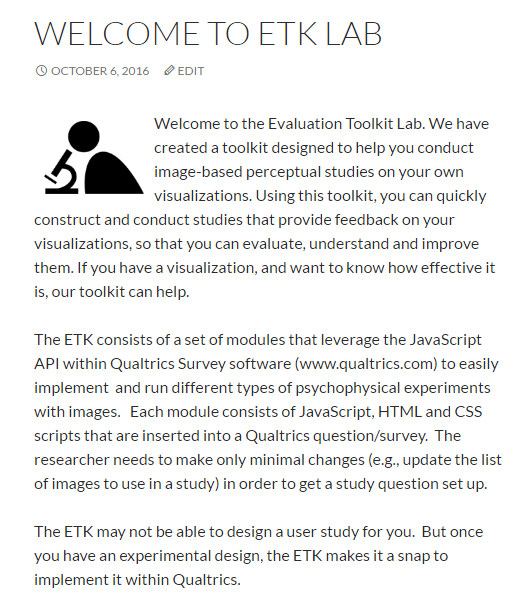 WELCOME TO ETK LAB
OCTOBER 6, 2016 EDIT
Welcome to the Evaluation Toolkit Lab. We have
created a toolkit designed to help you conduct
image-based perceptual studies on your own
visualizations. Using this toolkit, you can quickly
construct and conduct studies that provide feedback on your
visualizations, so that you can evaluate, understand and improve
them. If you have a visualization, and want to know how effective it
is, our toolkit can help.
The ETK consists of a set of modules that leverage the JavaScript
API within Qualtrics Survey software (www.qualtrics.com) to easily
implement and run different types of psychophysical experiments
with images. Each module consists of JavaScript, HTML and CSS
scripts that are inserted into a Qualtrics question/survey. The
researcher needs to make only minimal changes (e.g., update the list
of images to use in a study) in order to get a study question set up.
The ETK may not be able to design a user study for you. But once
you have an experimental design, the ETK makes it a snap to
implement it within Qualtrics.